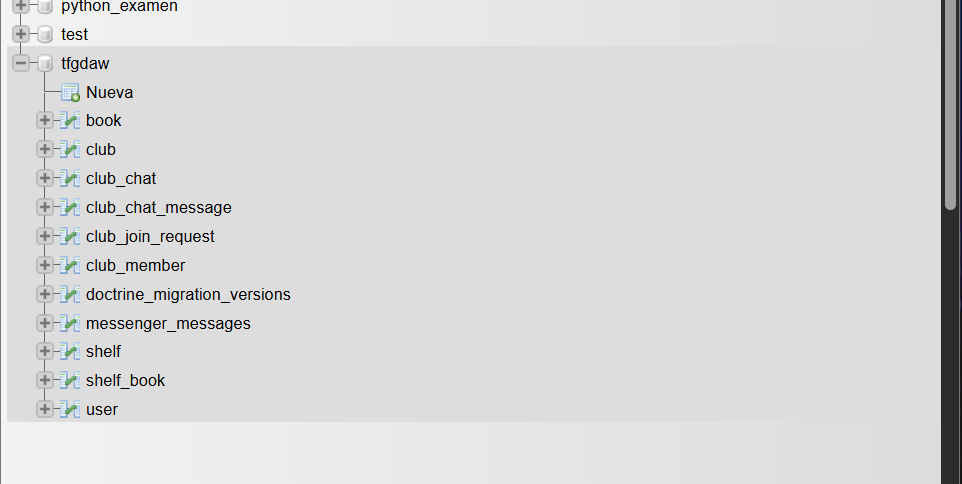 python_examen
test
tfgdaw
Nueva
book
club
club_chat
club_chat_message
club_join_request
club_member
doctrine_migration_versions
messenger_messages
shelf
shelf_book
user